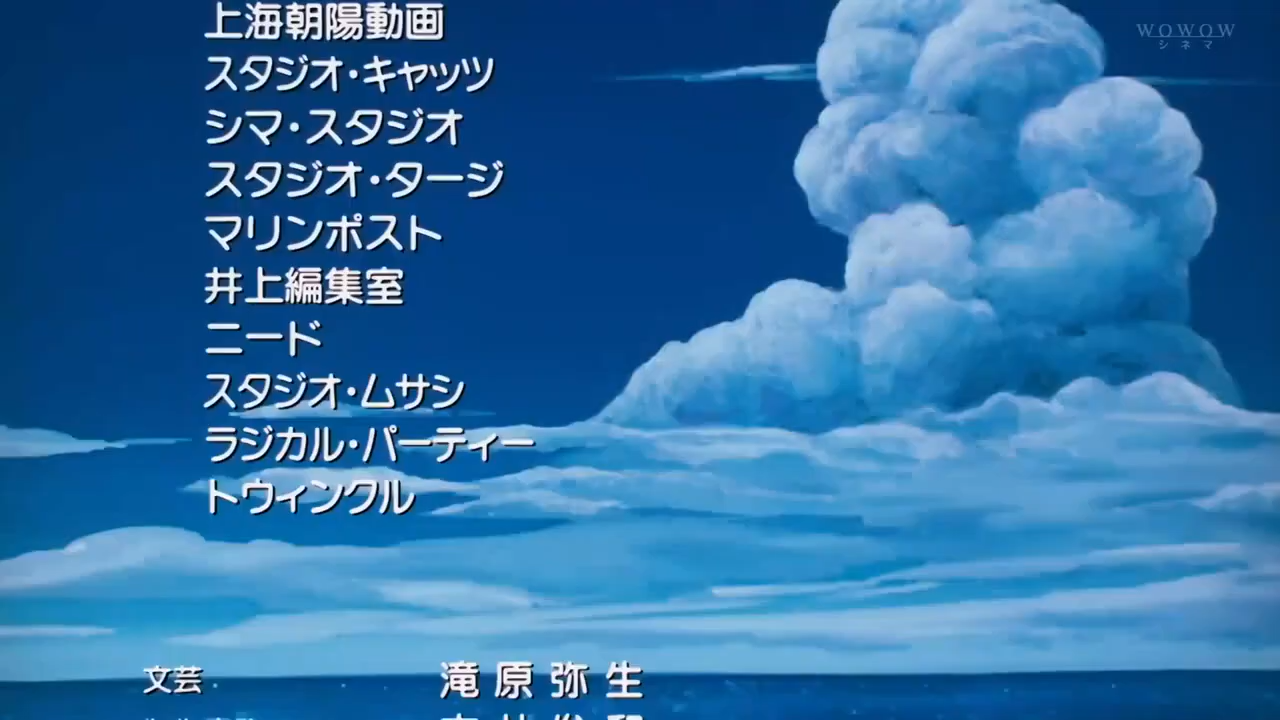 上海朝陽動画
WOWOW
シネマ
スタジオ・キャッツ
シマ・スタジオ
スタジオ・タージ
マリンポスト
井上編集室
ニード
スタジオ・ムサシ
ラジカル・パーティー
トウィンクル
文芸 滝原弥生